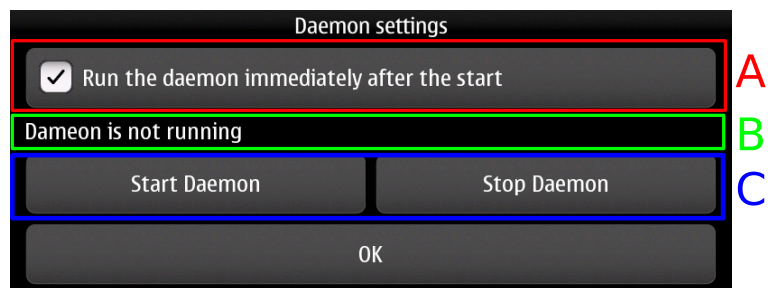 Daemon settings
Run the daemon immediately after the start
A
Dameon is not running
B
Start Daemon
Stop Daemon
C
OK